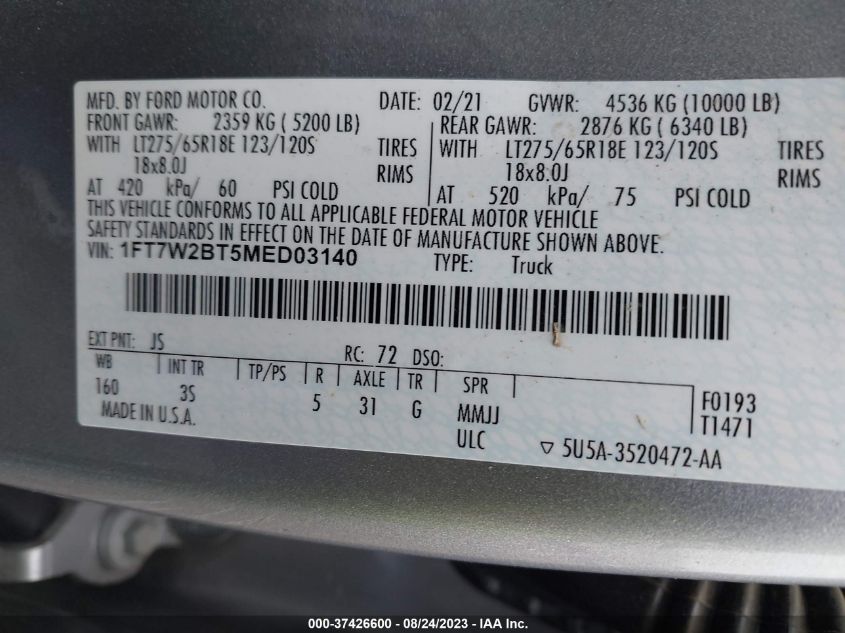 MFD. BY FORD MOTOR CO. DATE: 02/21 GVWR: 4536 KG (10000 LB)
FRONT GAWR: 2359 KG ( 5200 LB) REAR GAWR: 2876 KG ( 6340 LB)
WITH LT275/65R18E 123/120S TIRES WITH LT275/65R18E 123/120S TIRES
18x8.0J RIMS 18x8.0J RIMS
AT 420 kPa/ 60 PSI COLD AT 520 kPa/ 75 PSI COLD
THIS VEHICLE CONFORMS TO ALL APPLICABLE FEDERAL MOTOR VEHICLE
SAFETY STANDARDS IN EFFECT ON THE DATE OF MANUFACTURE SHOWN ABOVE.
VIN: 1FT7W2BT5MED03140 TYPE: Truck
EXT PNT: JS RC: 72 DSO:
WB INT TR TP/PS R AXLE TR SPR
160 3S 5 31 G MMJJ F0193
MADE IN U.S.A. ULC T1471
▽ 5U5A-3520472-AA
000-37426600 - 08/24/2023 - IAA Inc.